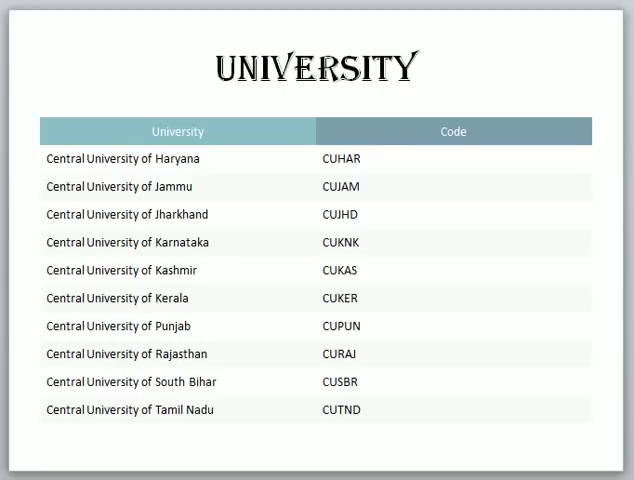 UNIVERSITY
University Code
Central University of Haryana CUHAR
Central University of Jammu CUJAM
Central University of Jharkhand CUJHD
Central University of Karnataka CUKNK
Central University of Kashmir CUKAS
Central University of Kerala CUKER
Central University of Punjab CUPUN
Central University of Rajasthan CURAJ
Central University of South Bihar CUSBR
Central University of Tamil Nadu CUTND